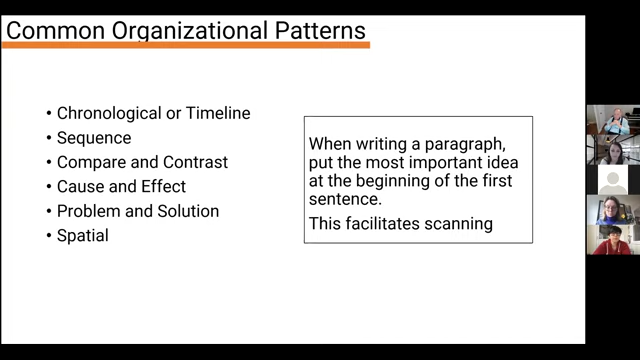 Common Organizational Patterns
• Chronological or Timeline
• Sequence
• Compare and Contrast
• Cause and Effect
• Problem and Solution
• Spatial
When writing a paragraph,
put the most important idea
at the beginning of the first
sentence.
This facilitates scanning